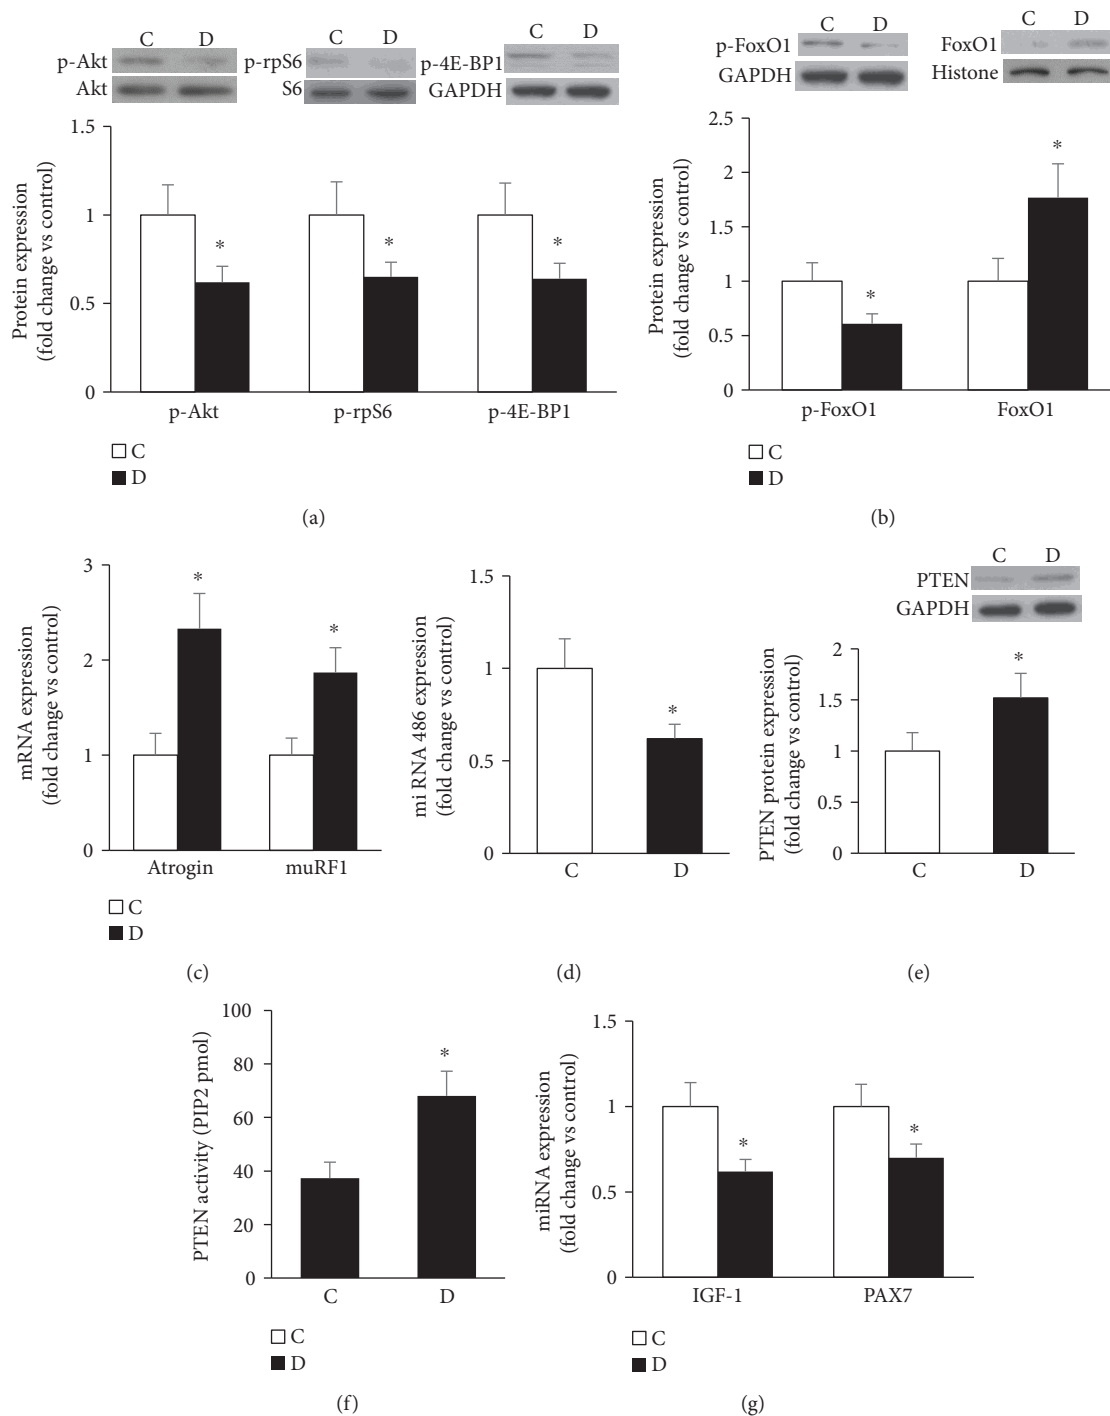 C D
p-Akt
Akt
C D
p-rpS6
S6
C D
p-4E-BP1
GAPDH
Protein expression
(fold change vs control)
1.5
1
0.5
0
* * *
p-Akt p-rpS6 p-4E-BP1
C
D
(a)
C D
p-FoxO1
GAPDH
C D
FoxO1
Histone
Protein expression
(fold change vs control)
2.5
2
1.5
1
0.5
0
* *
p-FoxO1 FoxO1
C
D
(b)
mRNA expression
(fold change vs control)
3
2
1
0
* *
Atrogin muRF1
C
D
(c)
mi RNA 486 expression
(fold change vs control)
1.5
1
0.5
0
*
C D
(d)
C D
PTEN
GAPDH
PTEN protein expression
(fold change vs control)
2
1.5
1
0.5
0
*
C D
(e)
PTEN activity (PIP2 pmol)
100
80
60
40
20
0
*
C D
C
D
(f)
miRNA expression
(fold change vs control)
1.5
1
0.5
0
* *
IGF-1 PAX7
C
D
(g)